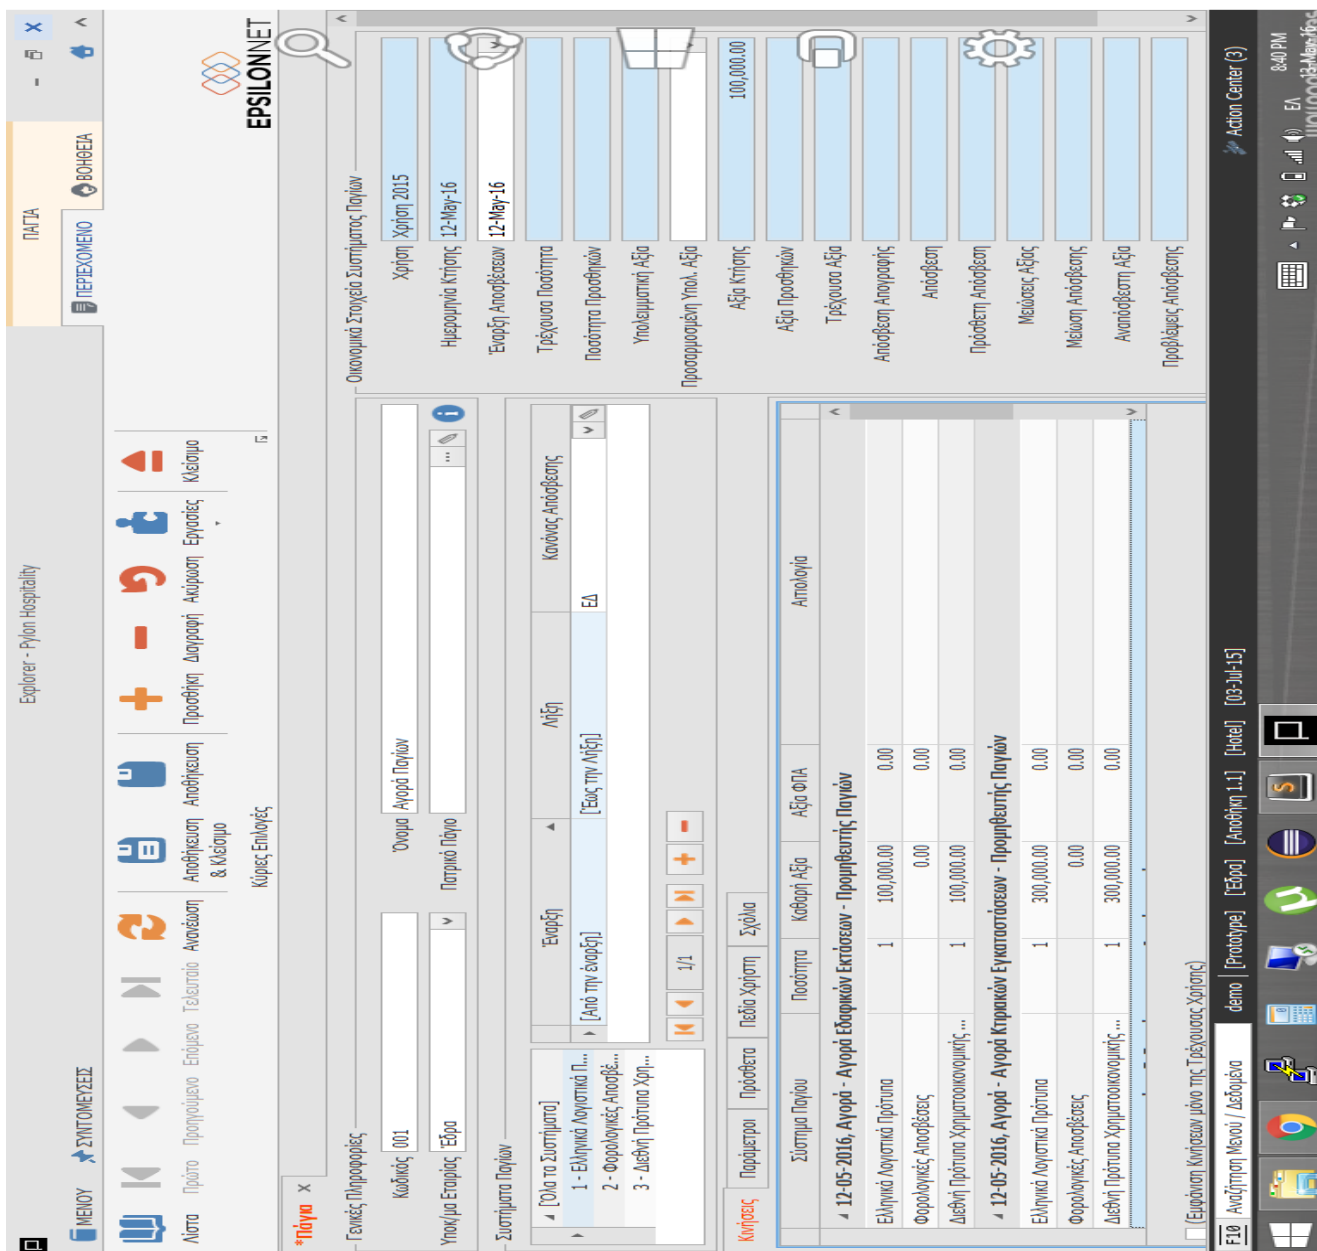 Explorer - Pylon Hospitality
ΠΑΓΙΑ
ΜΕΝΟΥ
ΣΥΝΤΟΜΕΥΣΕΙΣ
ΠΕΡΙΕΧΟΜΕΝΟ
ΒΟΗΘΕΙΑ
Λίστα Πρώτο Προηγούμενο Επόμενο Τελευταίο Ανανέωση Αποθήκευση & Κλείσιμο Αποθήκευση Προσθήκη Διαγραφή Ακύρωση Εργασίες Κλείσιμο
Κύριες Επιλογές
EPSILONNET
*Πάγια x
Γενικές Πληροφορίες
Κωδικός 001
Όνομα Αγορά Παγίων
Υποκ/μα Εταιρίας Έδρα
Πατρικό Πάγιο
Συστήματα Παγίων
[Όλα τα Συστήματα]
1 - Ελληνικά Λογιστικά Π...
2 - Φορολογικές Αποσβέ...
3 - Διεθνή Πρότυπα Χρη...
Έναρξη Λήξη Κανόνας Απόσβεσης
[Από την έναρξη] [Έως την Λήξη] ΕΔ
1/1
Κινήσεις Παράμετροι Πρόσθετα Πεδία Χρήστη Σχόλια
Σύστημα Παγίου Ποσότητα Καθαρή Αξία Αξία ΦΠΑ Αιτιολογία
12-05-2016, Αγορά - Αγορά Εδαφικών Εκτάσεων - Προμηθευτής Παγιών
Ελληνικά Λογιστικά Πρότυπα 1 100,000.00 0.00
Φορολογικές Αποσβέσεις 0.00 0.00
Διεθνή Πρότυπα Χρηματοοικονομικής ... 1 100,000.00 0.00
12-05-2016, Αγορά - Αγορά Κτιριακών Εγκαταστάσεων - Προμηθευτής Παγιών
Ελληνικά Λογιστικά Πρότυπα 1 300,000.00 0.00
Φορολογικές Αποσβέσεις 0.00 0.00
Διεθνή Πρότυπα Χρηματοοικονομικής ... 1 300,000.00 0.00
(Εμφάνιση Κινήσεων μόνο της Τρέχουσας Χρήσης)
Οικονομικά Στοιχεία Συστήματος Παγίων
Χρήση Χρήση 2015
Ημερομηνία Κτήσης 12-May-16
Έναρξη Αποσβέσεων 12-May-16
Τρέχουσα Ποσότητα
Ποσότητα Προσθηκών
Υπολειμματική Αξία
Προσαρμοσμένη Υπολ. Αξία
Αξία Κτήσης 100,000.00
Αξία Προσθηκών
Τρέχουσα Αξία
Απόσβεση Απογραφής
Απόσβεση
Πρόσθετη Απόσβεση
Μειώσεις Αξίας
Μείωση Απόσβεσης
Αναπόσβεστη Αξία
Προβλέψεις Απόσβεσης
F10 Αναζήτηση Μενού / Δεδομένα
demo | [Prototype] [Έδρα] [Αποθήκη 1.1] [Hotel] [03-Jul-15]
Action Center (3)
ΕΛ
8:40 PM